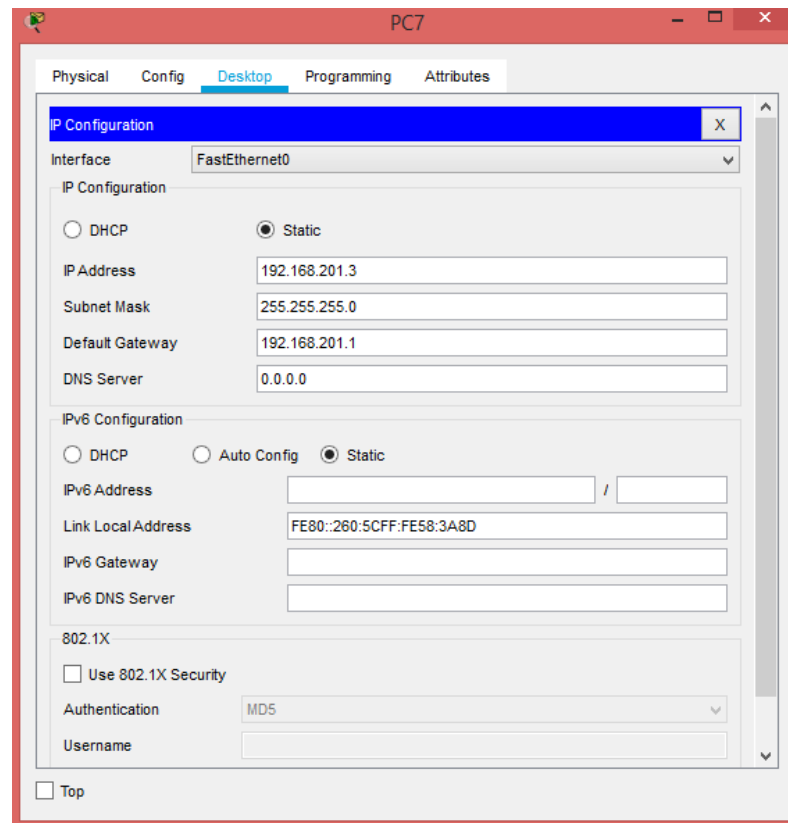 PC7
Physical Config Desktop Programming Attributes
IP Configuration X
Interface FastEthernet0
IP Configuration
DHCP Static
IP Address 192.168.201.3
Subnet Mask 255.255.255.0
Default Gateway 192.168.201.1
DNS Server 0.0.0.0
IPv6 Configuration
DHCP Auto Config Static
IPv6 Address /
Link Local Address FE80::260:5CFF:FE58:3A8D
IPv6 Gateway
IPv6 DNS Server
802.1X
Use 802.1X Security
Authentication MD5
Username
Top